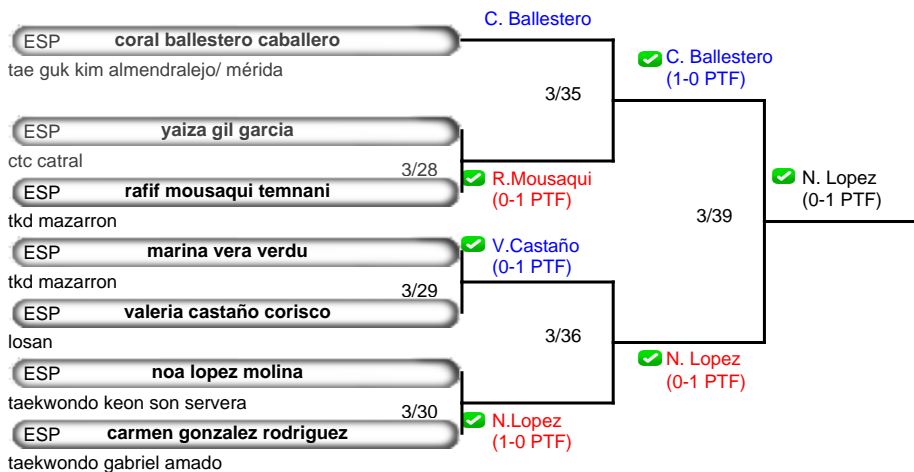 C. Ballestero
ESP coral ballestero caballero
tae guk kim almendralejo/ mérida
C. Ballestero
(1-0 PTF)
3/35
ESP yaiza gil garcia
ctc catral
3/28
R.Mousaqui
(0-1 PTF)
ESP rafif mousaqui temnani
tkd mazarron
N. Lopez
(0-1 PTF)
3/39
ESP marina vera verdu
tkd mazarron
V.Castaño
(0-1 PTF)
3/29
ESP valeria castaño corisco
losan
3/36
ESP noa lopez molina
taekwondo keon son servera
N. Lopez
(0-1 PTF)
3/30
N.Lopez
(1-0 PTF)
ESP carmen gonzalez rodriguez
taekwondo gabriel amado